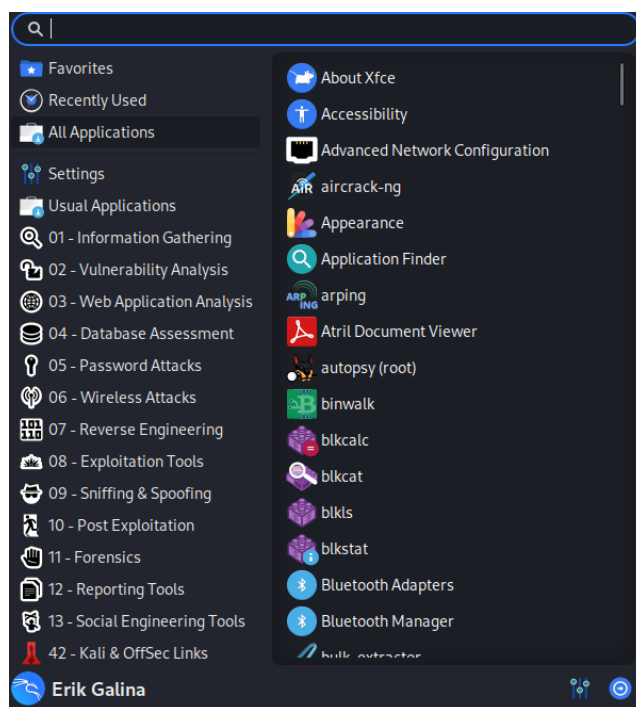 Favorites
Recently Used
All Applications
Settings
Usual Applications
01 - Information Gathering
02 - Vulnerability Analysis
03 - Web Application Analysis
04 - Database Assessment
05 - Password Attacks
06 - Wireless Attacks
07 - Reverse Engineering
08 - Exploitation Tools
09 - Sniffing & Spoofing
10 - Post Exploitation
11 - Forensics
12 - Reporting Tools
13 - Social Engineering Tools
42 - Kali & OffSec Links
About Xfce
Accessibility
Advanced Network Configuration
AIR aircrack-ng
Appearance
Application Finder
ARPING arping
Atril Document Viewer
autopsy (root)
binwalk
blkcalc
blkcat
blkls
blkstat
Bluetooth Adapters
Bluetooth Manager
bulk_extractor
Erik Galina